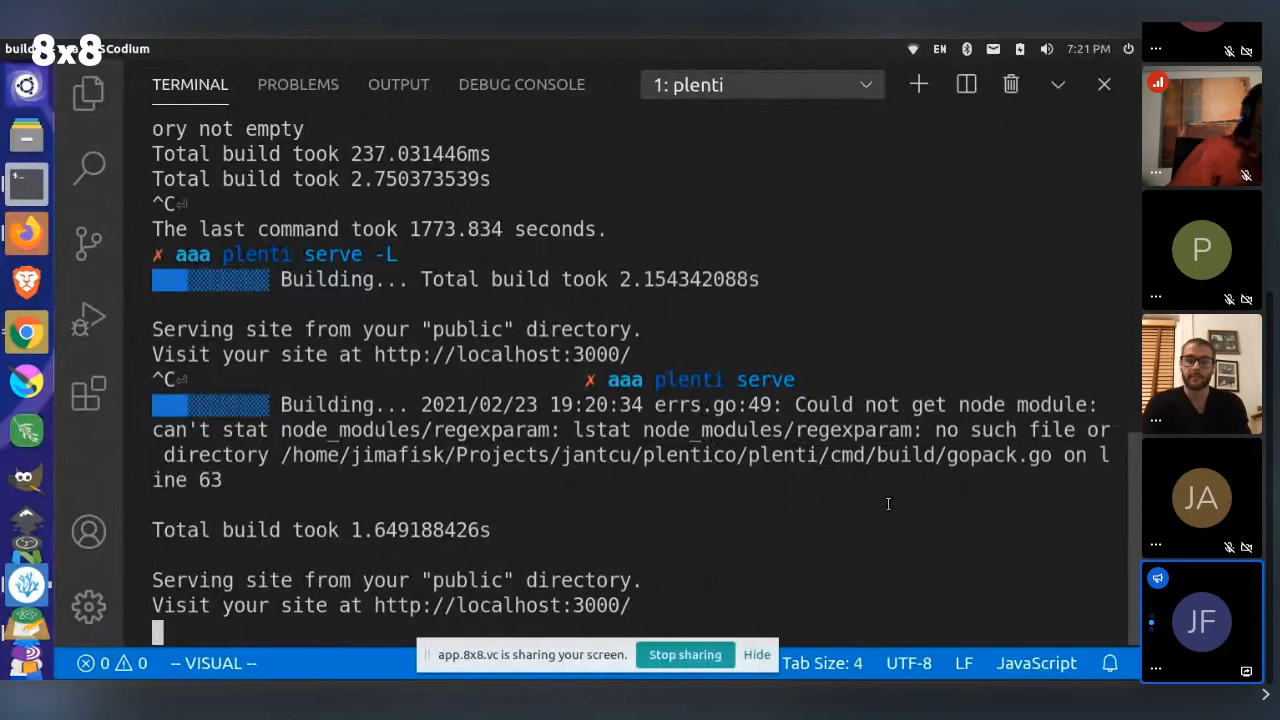 8x8
build
SCodium
EN
7:21 PM
TERMINAL PROBLEMS OUTPUT DEBUG CONSOLE 1: plenti
ory not empty
Total build took 237.031446ms
Total build took 2.750373539s
^C⏎
The last command took 1773.834 seconds.
✗ aaa plenti serve -L
Building... Total build took 2.154342088s
Serving site from your "public" directory.
Visit your site at http://localhost:3000/
^C⏎ ✗ aaa plenti serve
Building... 2021/02/23 19:20:34 errs.go:49: Could not get node module:
can't stat node_modules/regexparam: lstat node_modules/regexparam: no such file or
directory /home/jimafisk/Projects/jantcu/plentico/plenti/cmd/build/gopack.go on l
ine 63
Total build took 1.649188426s
Serving site from your "public" directory.
Visit your site at http://localhost:3000/
app.8x8.vc is sharing your screen. Stop sharing Hide
0 0 -- VISUAL -- Tab Size: 4 UTF-8 LF JavaScript
P
JA
JF